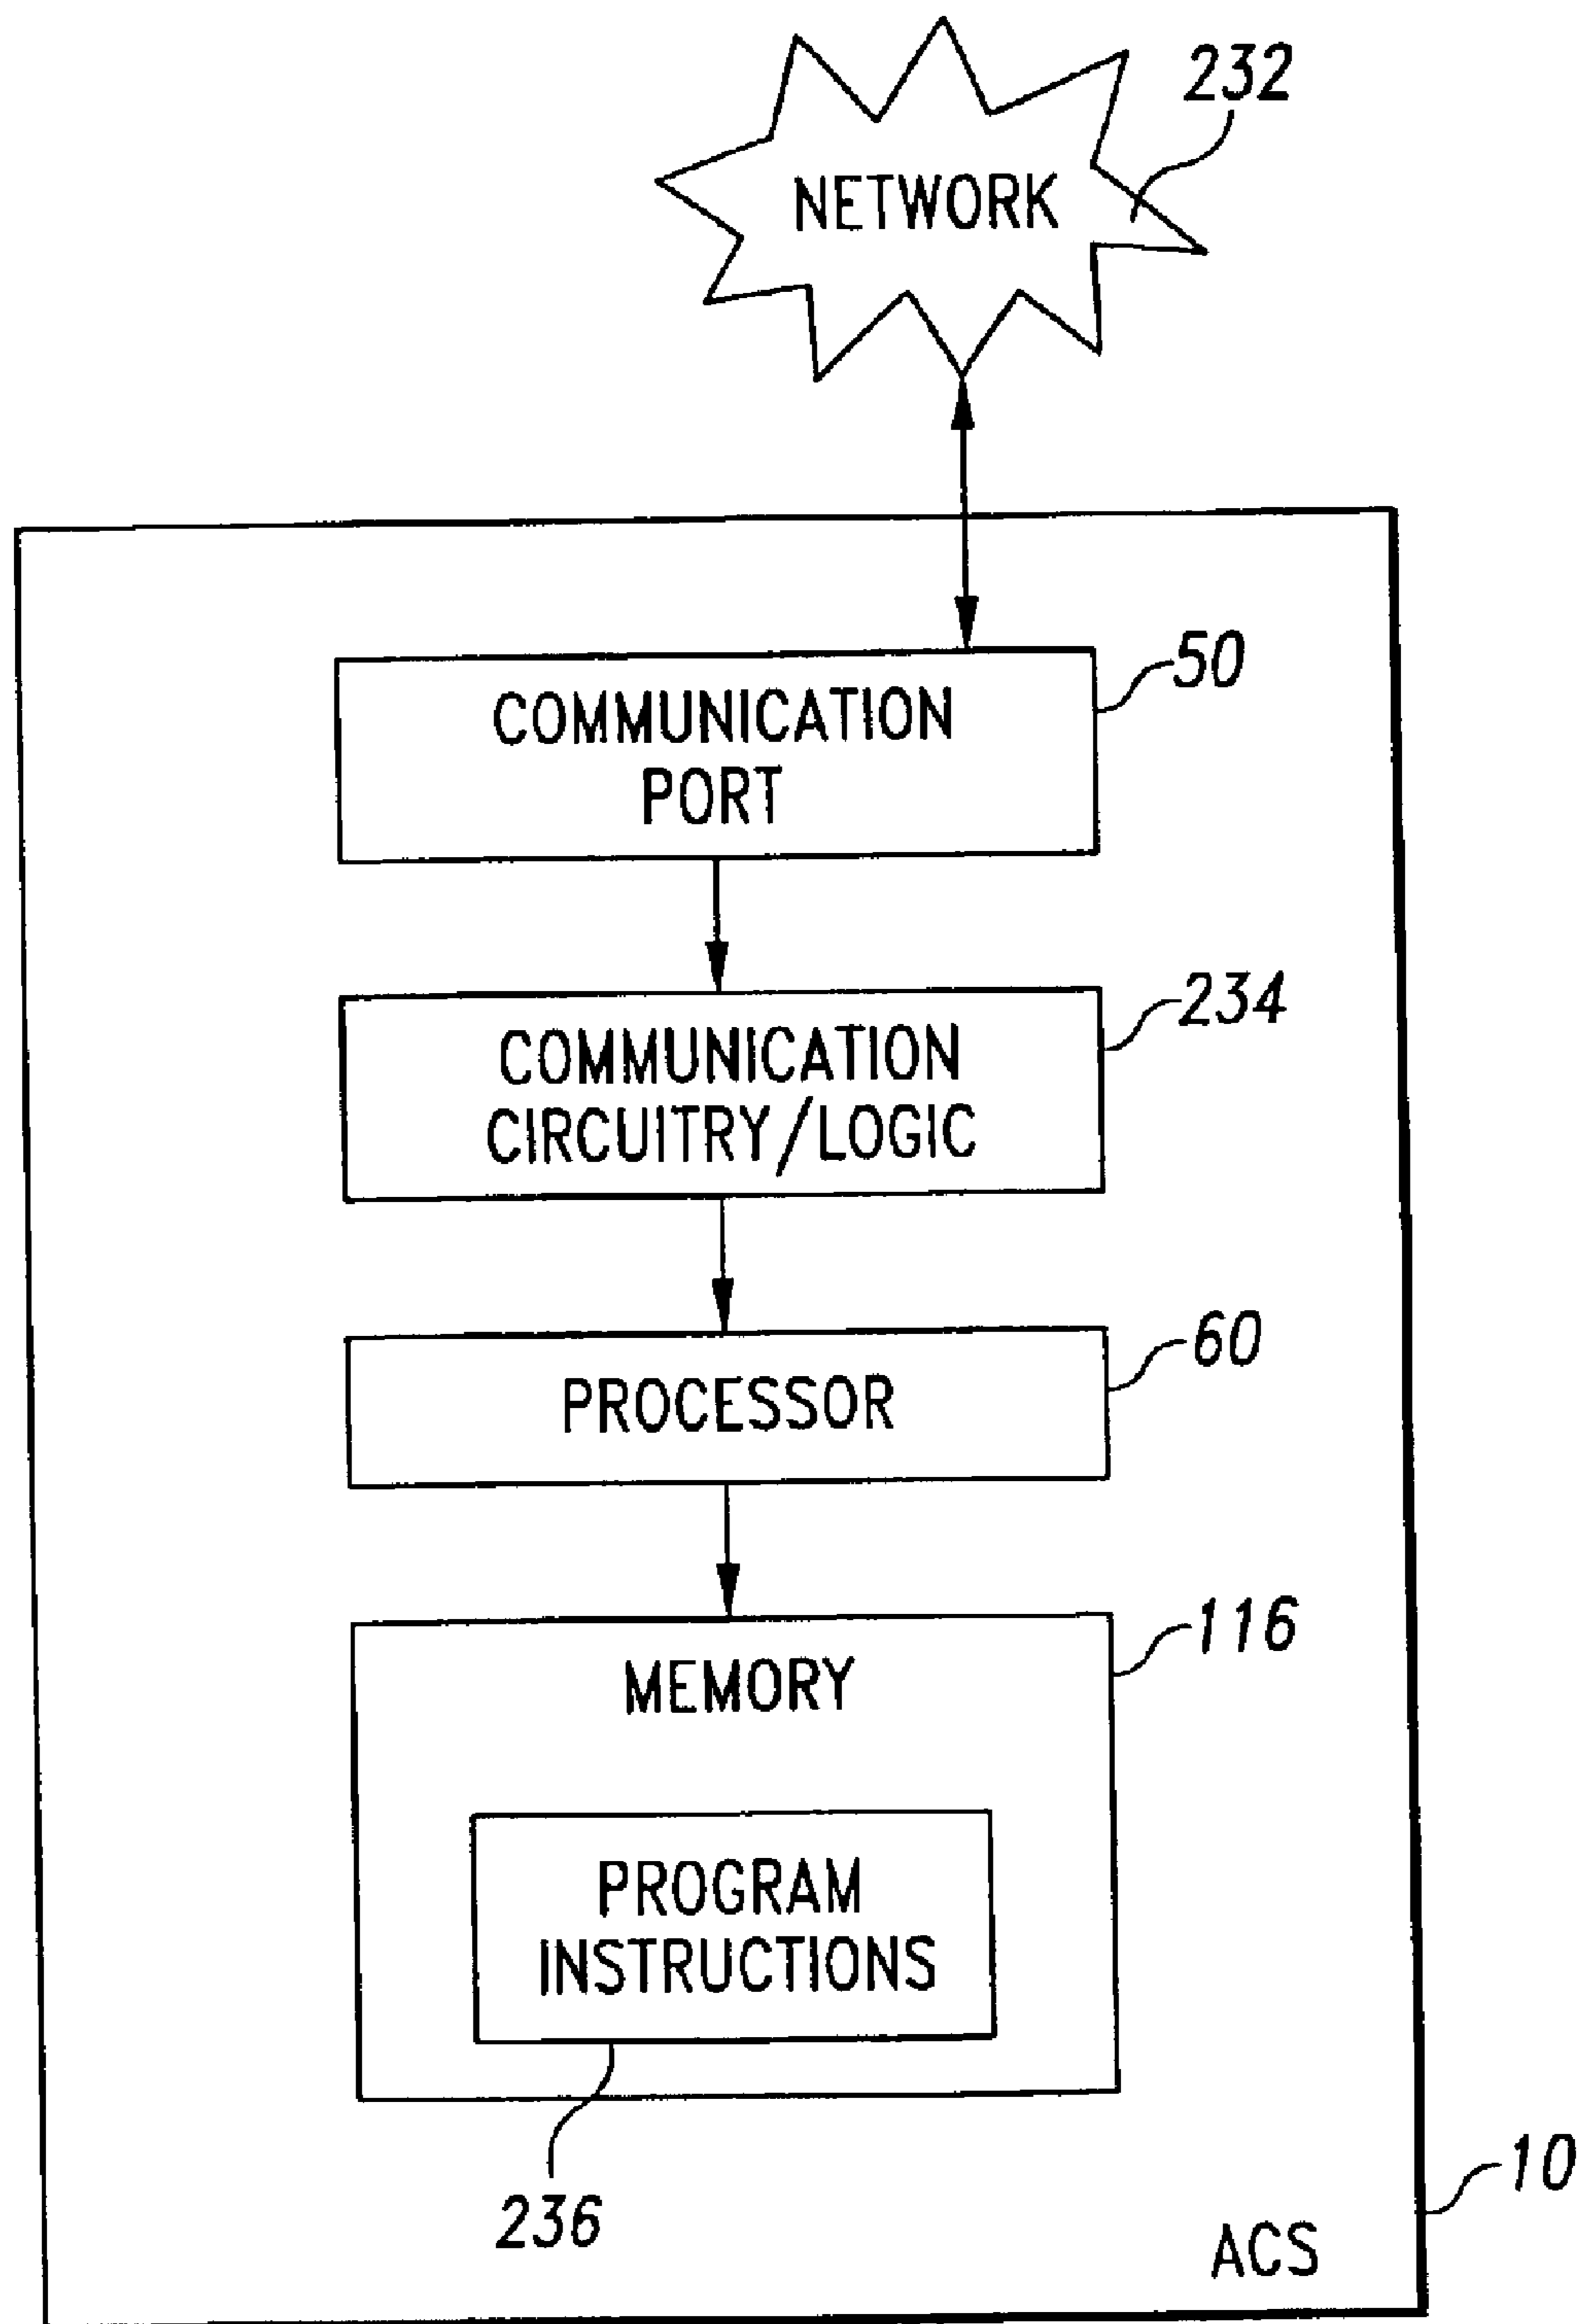 232
NETWORK
50
COMMUNICATION
PORT
234
COMMUNICATION
CIRCUITRY/LOGIC
60
PROCESSOR
116
MEMORY
PROGRAM
INSTRUCTIONS
236
10
ACS